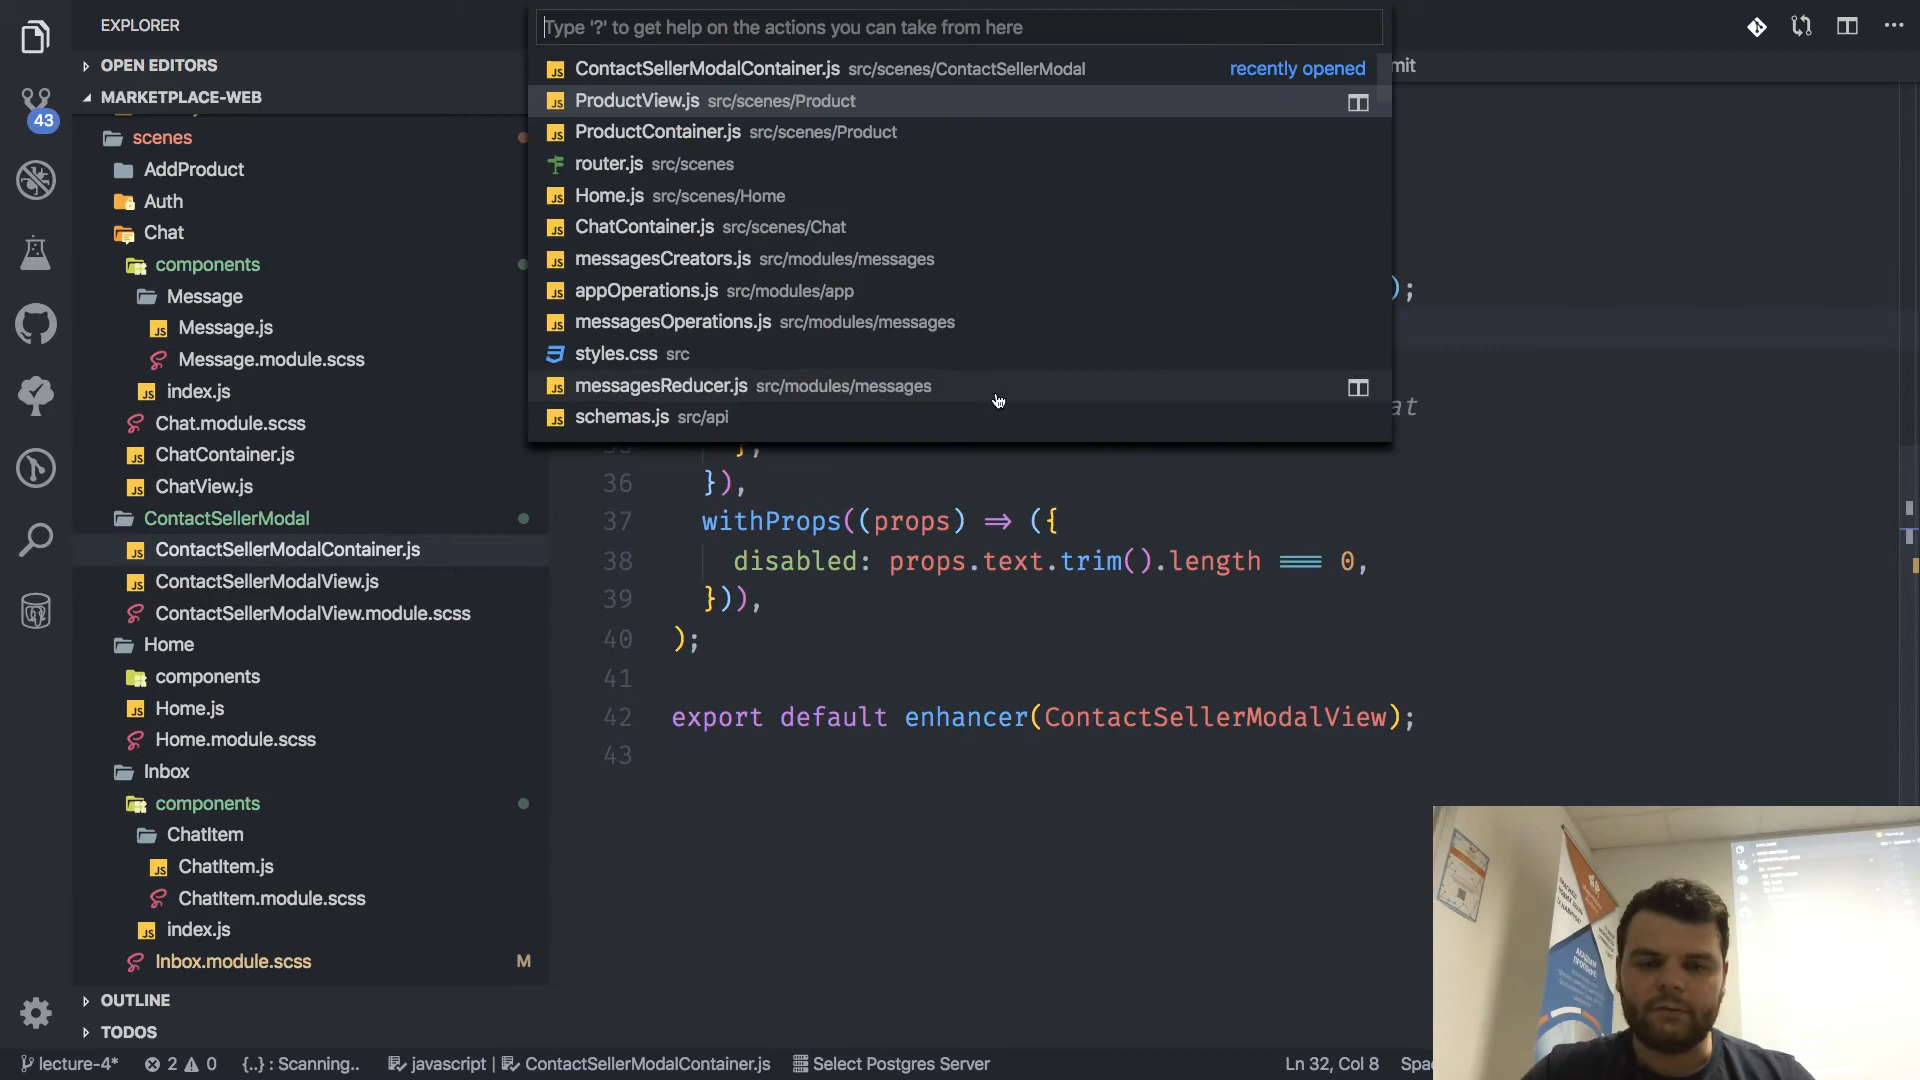 EXPLORER
OPEN EDITORS
MARKETPLACE-WEB
43
scenes
AddProduct
Auth
Chat
components
Message
Message.js
Message.module.scss
index.js
Chat.module.scss
ChatContainer.js
ChatView.js
ContactSellerModal
ContactSellerModalContainer.js
ContactSellerModalView.js
ContactSellerModalView.module.scss
Home
components
Home.js
Home.module.scss
Inbox
components
ChatItem
ChatItem.js
ChatItem.module.scss
index.js
Inbox.module.scss M
OUTLINE
TODOS
Type '?' to get help on the actions you can take from here
ContactSellerModalContainer.js src/scenes/ContactSellerModal recently opened
ProductView.js src/scenes/Product
ProductContainer.js src/scenes/Product
router.js src/scenes
Home.js src/scenes/Home
ChatContainer.js src/scenes/Chat
messagesCreators.js src/modules/messages
appOperations.js src/modules/app
messagesOperations.js src/modules/messages
styles.css src
messagesReducer.js src/modules/messages
schemas.js src/api
mit
);
at
36 }),
37 withProps((props) => ({
38 disabled: props.text.trim().length === 0,
39 })),
40 );
41
42 export default enhancer(ContactSellerModalView);
43
lecture-4* 2 0 {..} : Scanning.. javascript | ContactSellerModalContainer.js Select Postgres Server Ln 32, Col 8 Spa